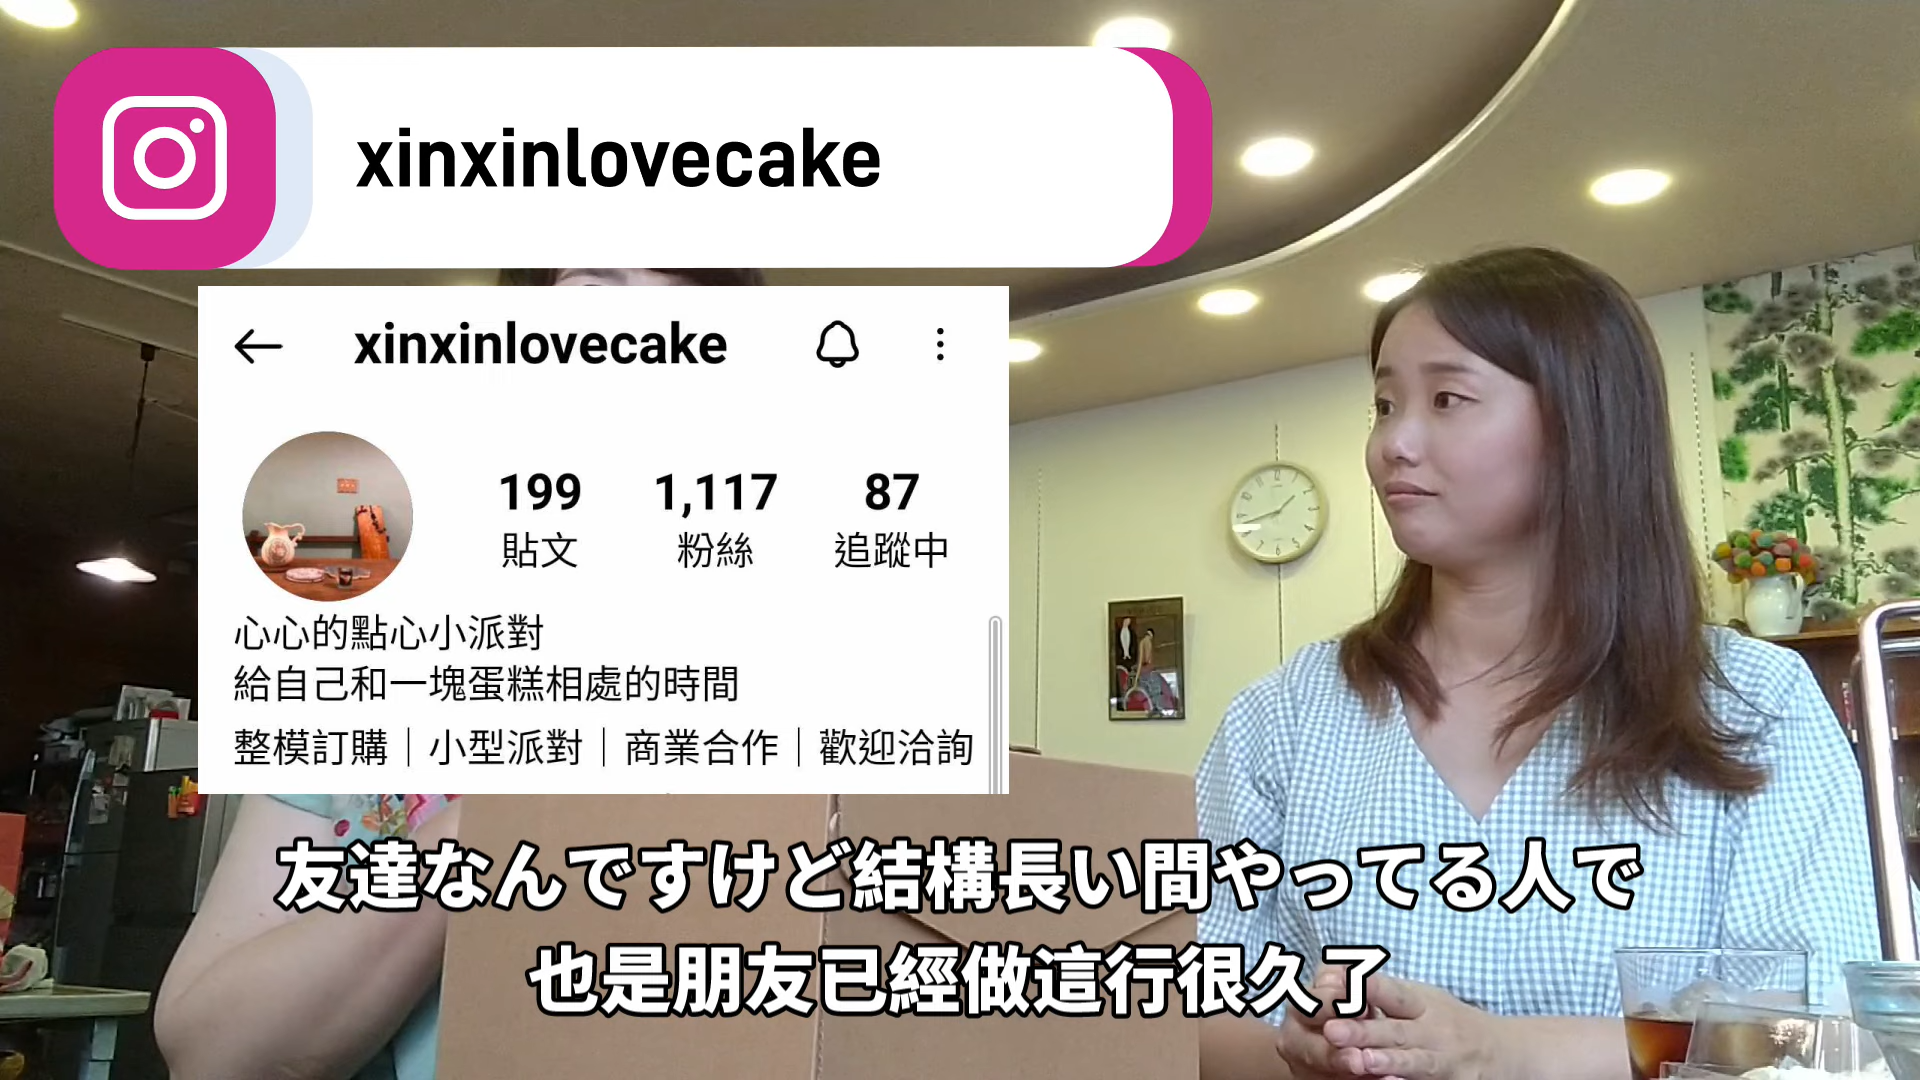 xinxinlovecake
xinxinlovecake
199 1,117 87
貼文 粉絲 追蹤中
心心的點心小派對
給自己和一塊蛋糕相處的時間
整模訂購｜小型派對｜商業合作｜歡迎洽詢
友達なんですけど結構長い間やってる人で
也是朋友已經做這行很久了